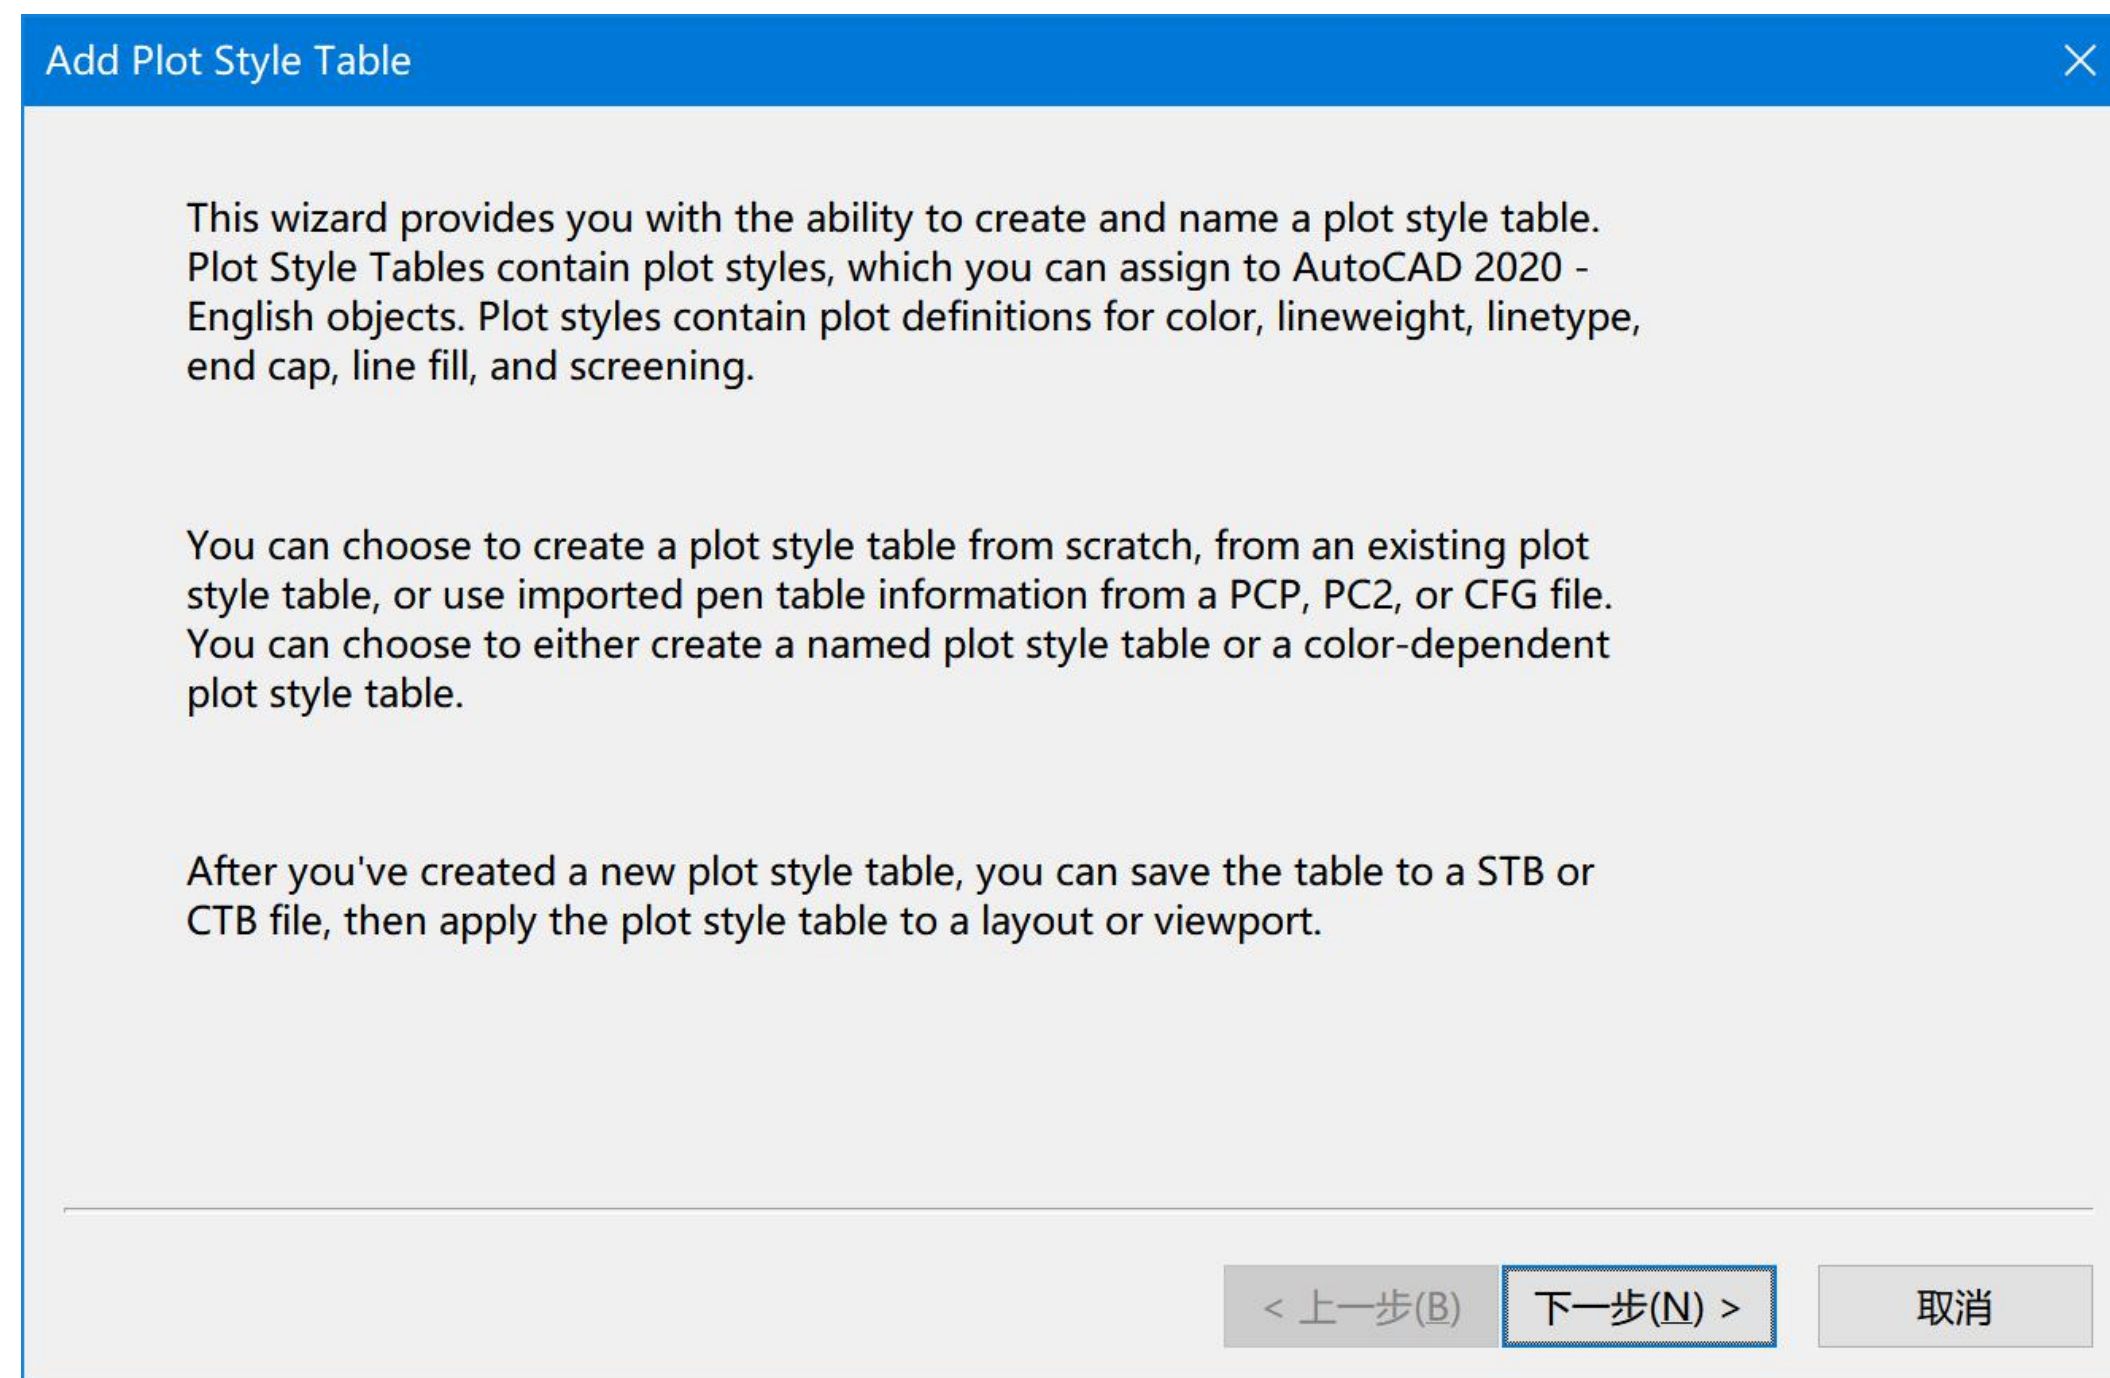 Add Plot Style Table
This wizard provides you with the ability to create and name a plot style table.
Plot Style Tables contain plot styles, which you can assign to AutoCAD 2020 -
English objects. Plot styles contain plot definitions for color, lineweight, linetype,
end cap, line fill, and screening.
You can choose to create a plot style table from scratch, from an existing plot
style table, or use imported pen table information from a PCP, PC2, or CFG file.
You can choose to either create a named plot style table or a color-dependent
plot style table.
After you've created a new plot style table, you can save the table to a STB or
CTB file, then apply the plot style table to a layout or viewport.
< 上一步(B)
下一步(N) >
取消